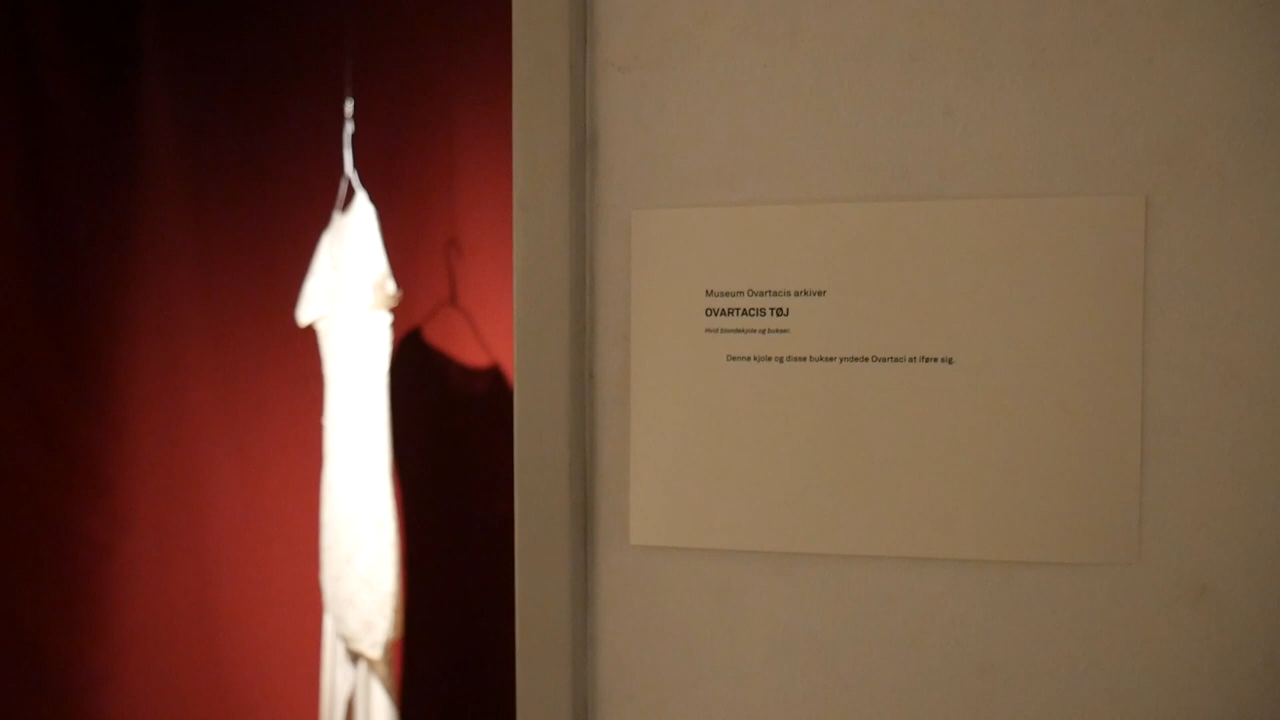 Museum Ovartacis arkiver
OVARTACIS TØJ
Hvid blondekjole og bukser.
Denne kjole og disse bukser yndede Ovartaci at iføre sig.